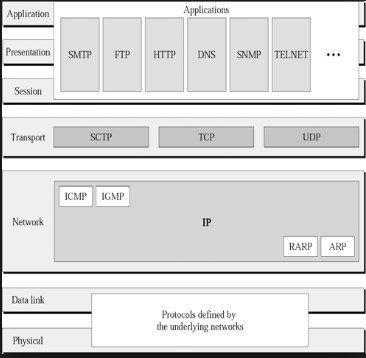 Application
Applications
Presentation
SMTP FTP HTTP DNS SNMP TELNET ...
Session
Transport
SCTP TCP UDP
ICMP IGMP
Network
IP
RARP ARP
Data link
Protocols defined by
the underlying networks
Physical